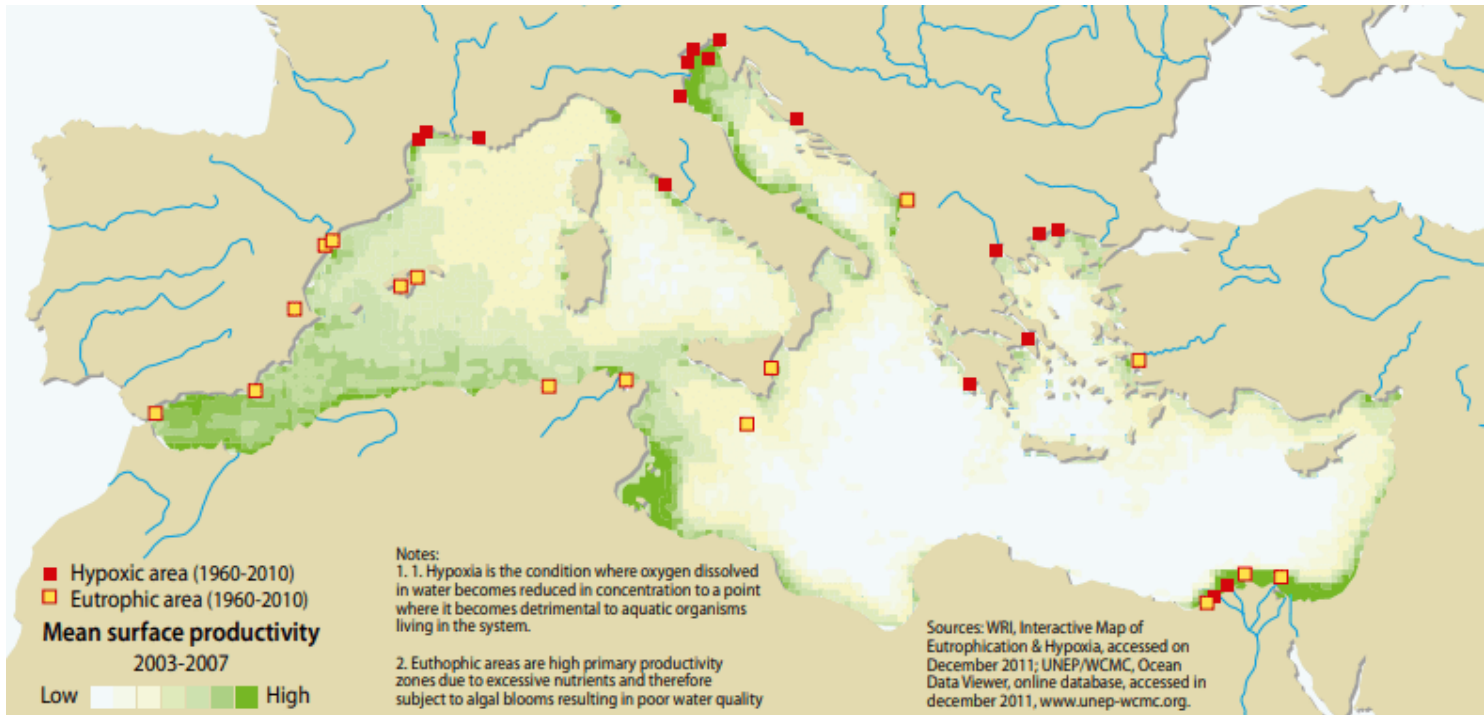 Hypoxic area (1960-2010)
Eutrophic area (1960-2010)
Mean surface productivity
2003-2007
Low High
Notes:
1. 1. Hypoxia is the condition where oxygen dissolved
in water becomes reduced in concentration to a point
where it becomes detrimental to aquatic organisms
living in the system.
2. Euthophic areas are high primary productivity
zones due to excessive nutrients and therefore
subject to algal blooms resulting in poor water quality
Sources: WRI, Interactive Map of
Eutrophication & Hypoxia, accessed on
December 2011; UNEP/WCMC, Ocean
Data Viewer, online database, accessed in
december 2011, www.unep-wcmc.org.